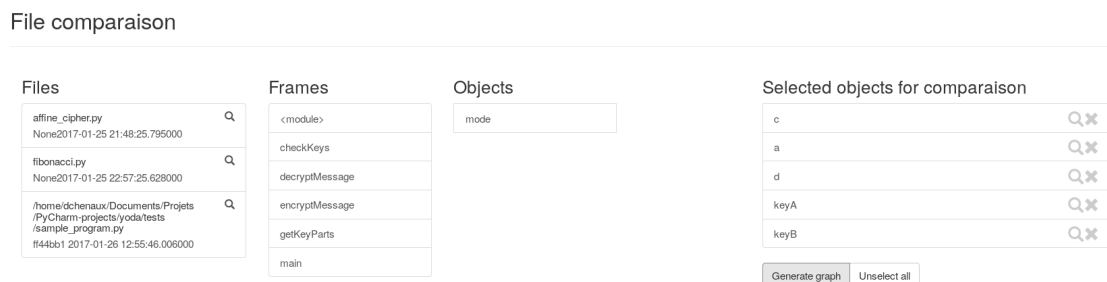 File comparaison
Files
affine_cipher.py
None2017-01-25 21:48:25.795000
fibonacci.py
None2017-01-25 22:57:25.628000
/home/dchenaux/Documents/Projets
/PyCharm-projects/yoda/tests
/sample_program.py
ff44bb1 2017-01-26 12:55:46.006000
Frames
<module>
checkKeys
decryptMessage
encryptMessage
getKeyParts
main
Objects
mode
Selected objects for comparaison
c
a
d
keyA
keyB
Generate graph
Unselect all